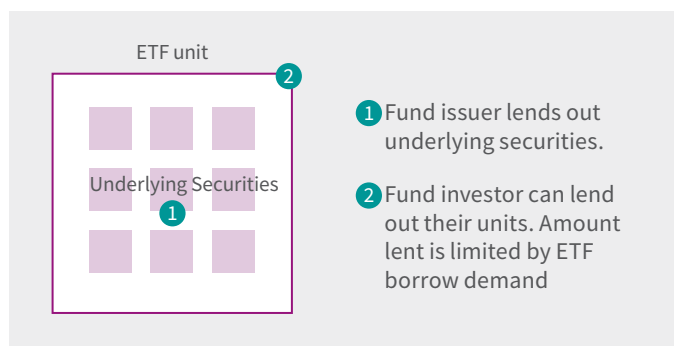 ETF unit
2
Underlying Securities
1
1 Fund issuer lends out
underlying securities.
2 Fund investor can lend
out their units. Amount
lent is limited by ETF
borrow demand